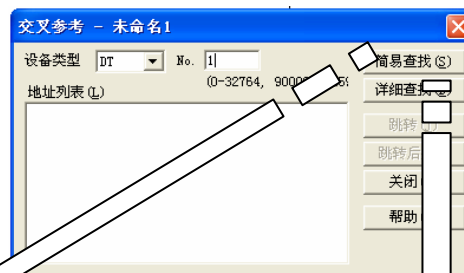 交叉参考 - 未命名1
设备类型 DT No. 1
(0-32764, 9000
地址列表(L)
简易查找(S)
详细查找
跳转
跳转后
关闭
帮助